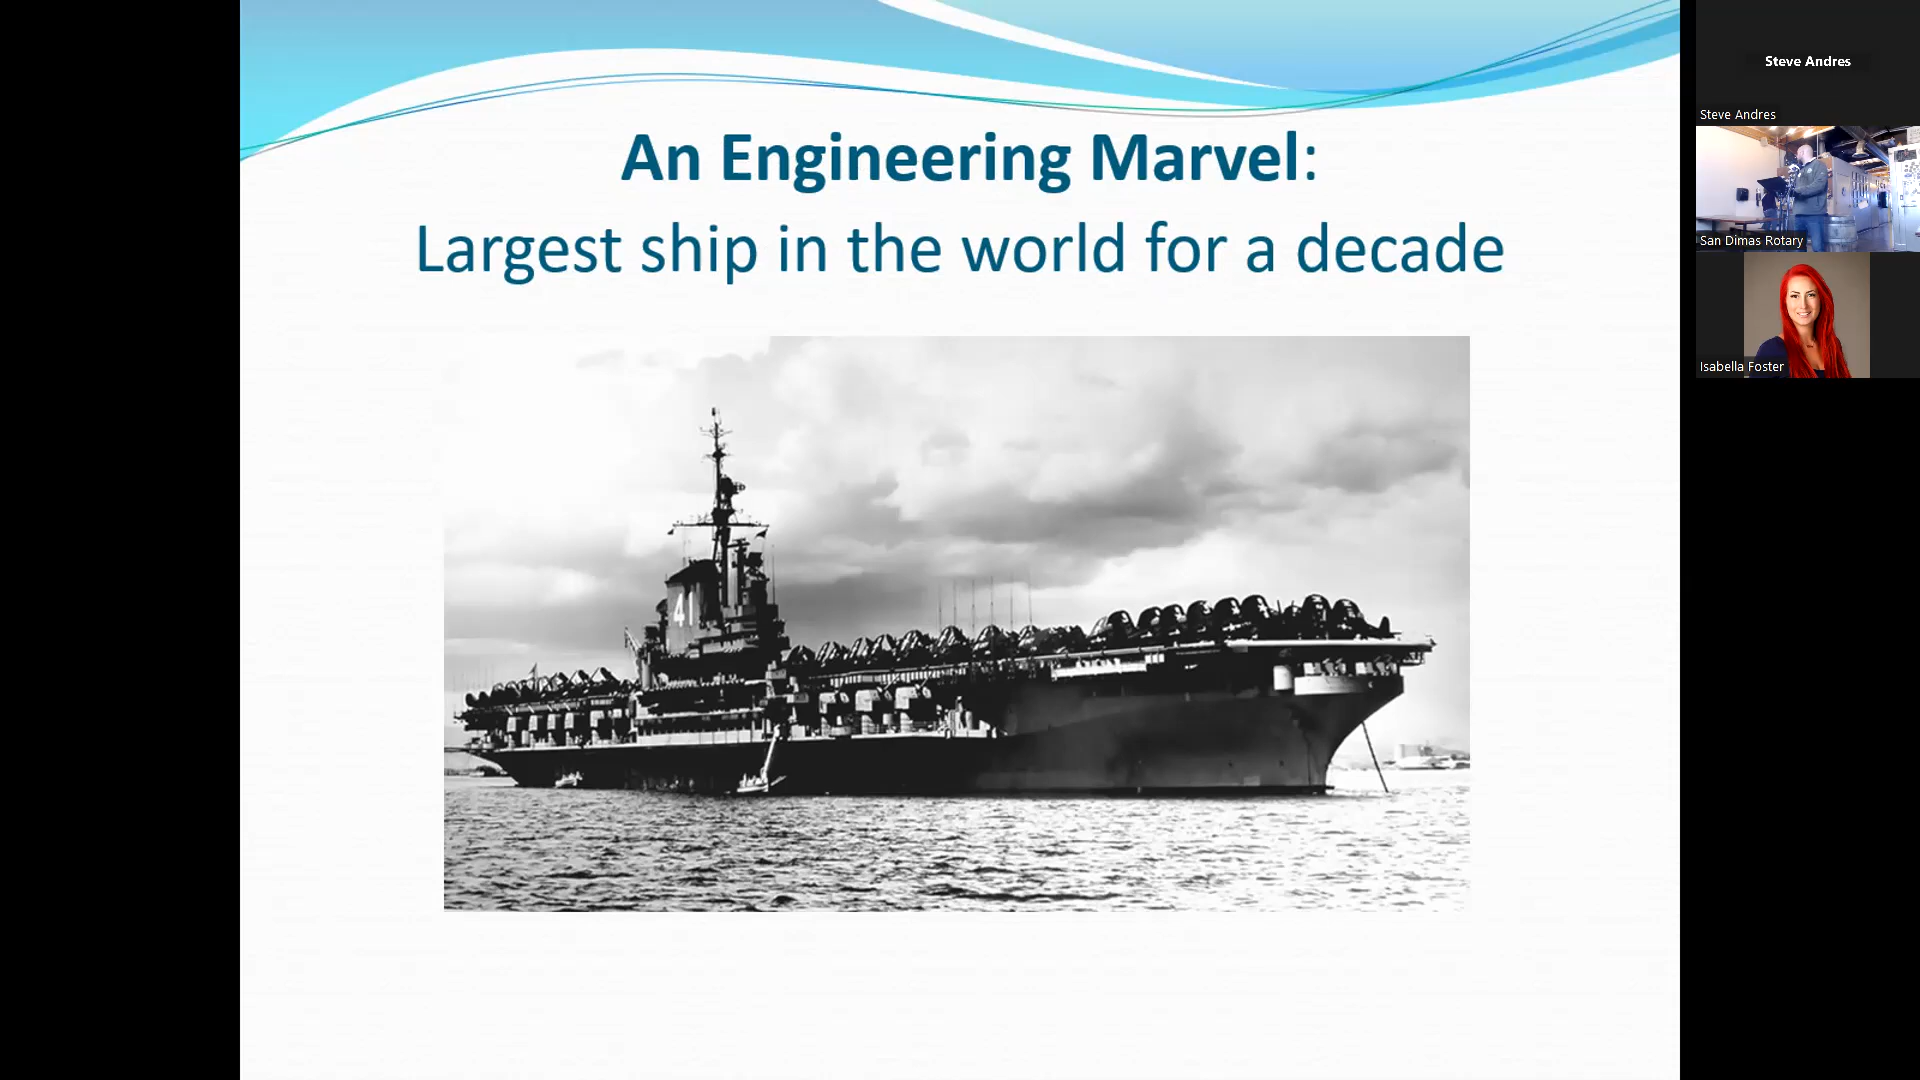 An Engineering Marvel:
Largest ship in the world for a decade
41
Steve Andres
Steve Andres
San Dimas Rotary
Isabella Foster